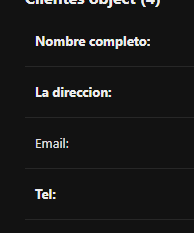 Clientes object (4)
Nombre completo:
La direccion:
Email:
Tel: